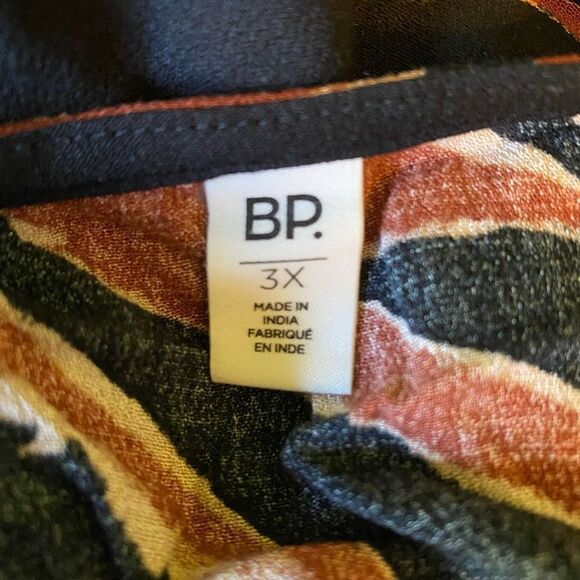 BP.
3X
MADE IN
INDIA
FABRIQUÉ
EN INDE